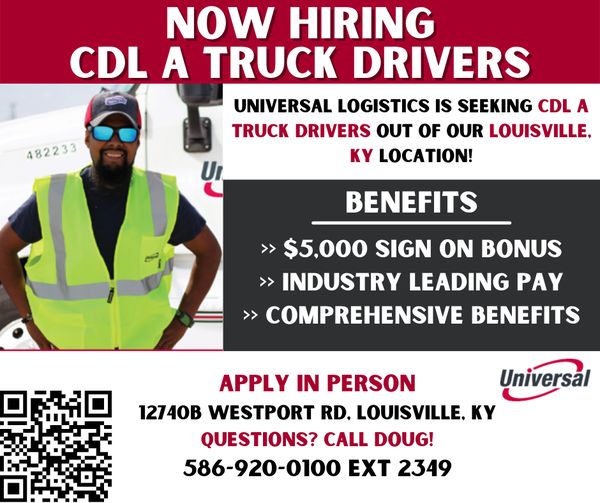 NOW HIRING
CDL A TRUCK DRIVERS
UNIVERSAL LOGISTICS IS SEEKING CDL A
TRUCK DRIVERS OUT OF OUR LOUISVILLE,
KY LOCATION!
482233
Un
BENEFITS
>> $5,000 SIGN ON BONUS
>> INDUSTRY LEADING PAY
>> COMPREHENSIVE BENEFITS
APPLY IN PERSON
Universal
12740B WESTPORT RD, LOUISVILLE, KY
QUESTIONS? CALL DOUG!
586-920-0100 EXT 2349